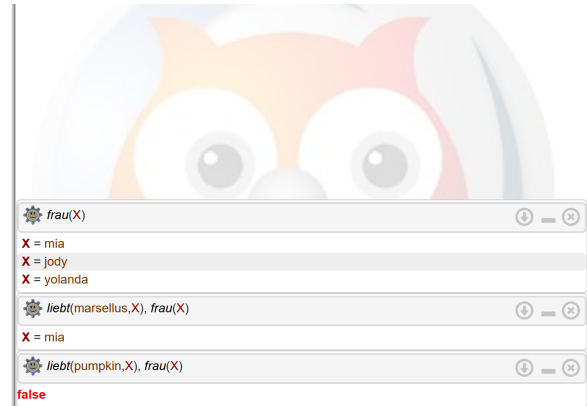 frau(X)
X = mia
X = jody
X = yolanda
liebt(marsellus,X), frau(X)
X = mia
liebt(pumpkin,X), frau(X)
false